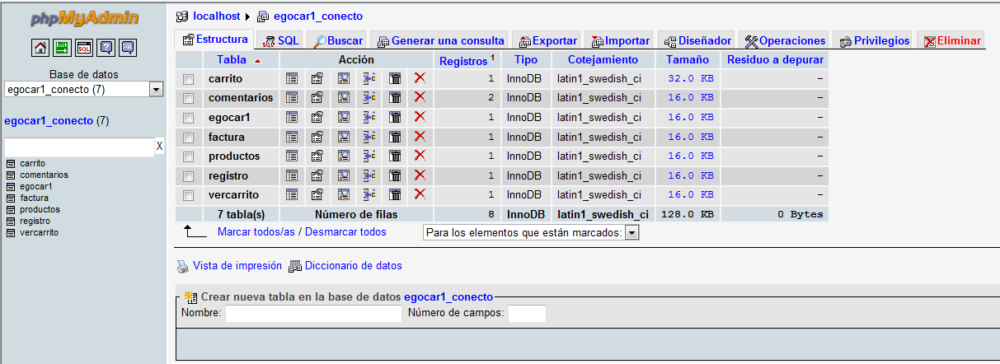 phpMyAdmin
SQL
Base de datos
egocar1_conecto (7)
egocar1_conecto (7)
X
carrito
comentarios
egocar1
factura
productos
registro
vercarrito
localhost egocar1_conecto
Estructura SQL Buscar Generar una consulta Exportar Importar Diseñador Operaciones Privilegios Eliminar
Tabla Acción Registros 1 Tipo Cotejamiento Tamaño Residuo a depurar
carrito 1 InnoDB latin1_swedish_ci 32.0 KB -
comentarios 2 InnoDB latin1_swedish_ci 16.0 KB -
egocar1 1 InnoDB latin1_swedish_ci 16.0 KB -
factura 1 InnoDB latin1_swedish_ci 16.0 KB -
productos 1 InnoDB latin1_swedish_ci 16.0 KB -
registro 1 InnoDB latin1_swedish_ci 16.0 KB -
vercarrito 1 InnoDB latin1_swedish_ci 16.0 KB -
7 tabla(s) Número de filas 8 InnoDB latin1_swedish_ci 128.0 KB 0 Bytes
Marcar todos/as / Desmarcar todos Para los elementos que están marcados:
Vista de impresión Diccionario de datos
Crear nueva tabla en la base de datos egocar1_conecto
Nombre: Número de campos: